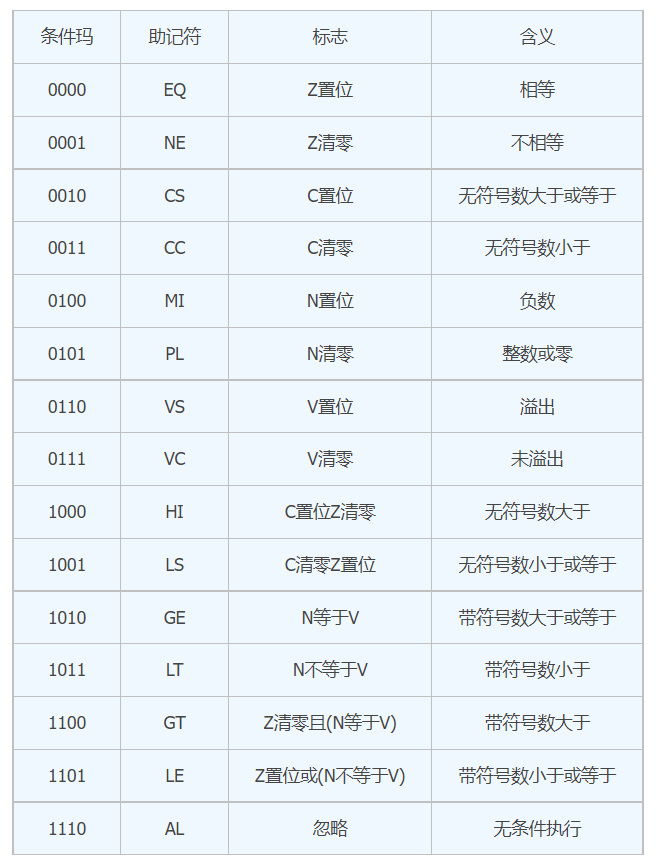 条件玛 助记符 标志 含义
0000 EQ Z置位 相等
0001 NE Z清零 不相等
0010 CS C置位 无符号数大于或等于
0011 CC C清零 无符号数小于
0100 MI N置位 负数
0101 PL N清零 整数或零
0110 VS V置位 溢出
0111 VC V清零 未溢出
1000 HI C置位Z清零 无符号数大于
1001 LS C清零Z置位 无符号数小于或等于
1010 GE N等于V 带符号数大于或等于
1011 LT N不等于V 带符号数小于
1100 GT Z清零且(N等于V) 带符号数大于
1101 LE Z置位或(N不等于V) 带符号数小于或等于
1110 AL 忽略 无条件执行